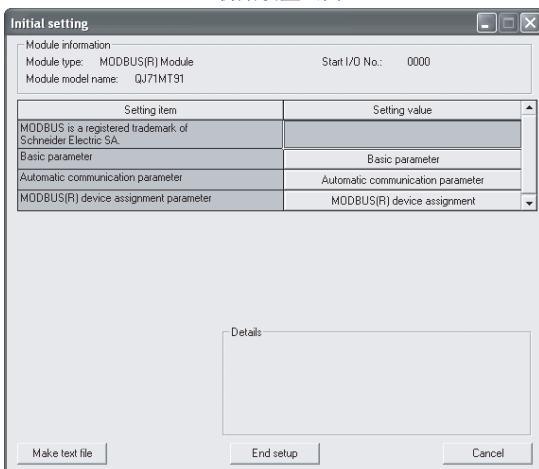 Initial setting
Module information
Module type: MODBUS(R) Module Start I/O No.: 0000
Module model name: QJ71MT91
Setting item Setting value
MODBUS is a registered trademark of
Schneider Electric SA.
Basic parameter Basic parameter
Automatic communication parameter Automatic communication parameter
MODBUS(R) device assignment parameter MODBUS(R) device assignment
Details
Make text file End setup Cancel